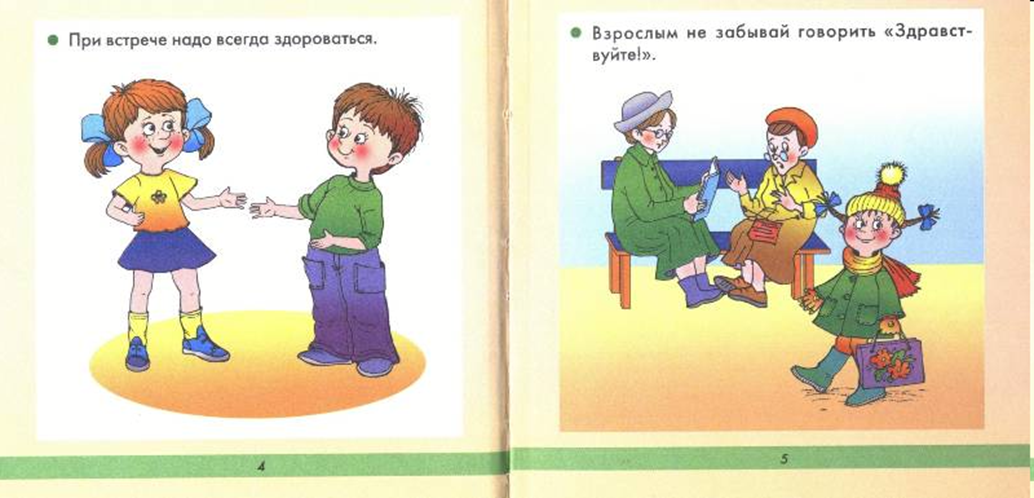 ● При встрече надо всегда здороваться.
4
● Взрослым не забывай говорить «Здравст-
вуйте!».
5